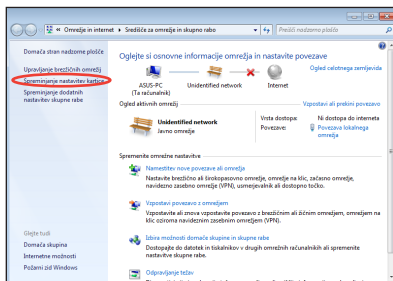 Omrežje in internet ▸ Središče za omrežje in skupno rabo
Preišči nadzorno ploščo
Domača stran nadzorne plošče
Upravljanje brezžičnih omrežij
Spreminjanje nastavitev kartice
Spreminjanje dodatnih
nastavitev skupne rabe
Glejte tudi
Domača skupina
Internetne možnosti
Požarni zid Windows
Oglejte si osnovne informacije omrežja in nastavite povezave
Ogled celotnega zemljevida
ASUS-PC
(Ta računalnik)
Unidentified network
Internet
Ogled aktivnih omrežij
Vzpostavi ali prekini povezavo
Unidentified network
Javno omrežje
Vrsta dostopa: Ni dostopa do interneta
Povezave: Povezava lokalnega
omrežja
Spremenite omrežne nastavitve
Namestitev nove povezave ali omrežja
Nastavite brezžično ali širokopasovno omrežje, omrežje na klic, začasno omrežje,
navidezno zasebno omrežje (VPN), usmerjevalnik ali dostopno točko.
Vzpostavi povezavo z omrežjem
Vzpostavite ali znova vzpostavite povezavo z brezžičnim ali žičnim omrežjem, omrežjem na
klic oziroma navideznim zasebnim omrežjem (VPN).
Izbira možnosti domače skupine in skupne
rabe
Dostopajte do datotek in tiskalnikov v drugih omrežnih računalnikih ali spremenite
nastavitve skupne rabe.
Odpravljanje težav